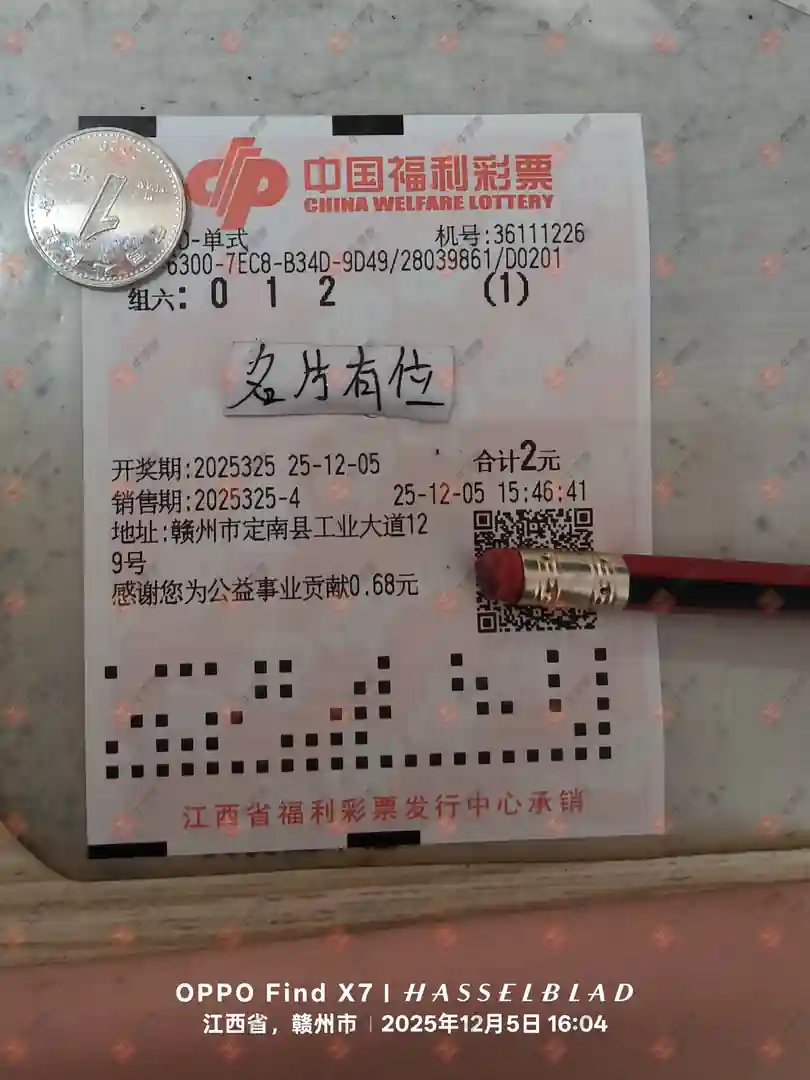 中国福利彩票
CHINA WELFARE LOTTERY
D-单式 机号:36111226
6300-7EC8-B34D-9D49/28039861/D0201
组六: 0 1 2 (1)
名片有位
开奖期:2025325 25-12-05 合计2元
销售期:2025325-4 25-12-05 15:46:41
地址:赣州市定南县工业大道12
9号
感谢您为公益事业贡献0.68元
江西省福利彩票发行中心承销
OPPO Find X7 | HASSELBLAD
江西省，赣州市 | 2025年12月5日 16:04